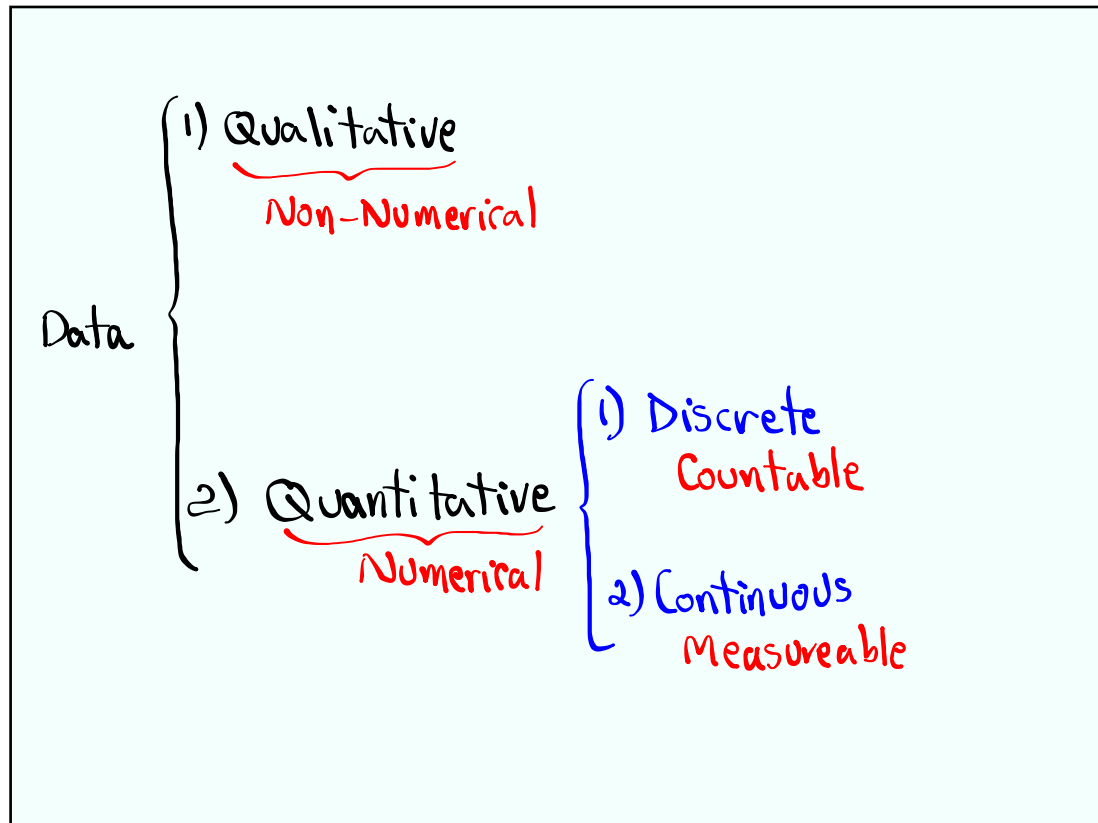 1) Qualitative
Non-Numerical
Data
1) Discrete
Countable
2) Quantitative
Numerical
2) Continuous
Measureable